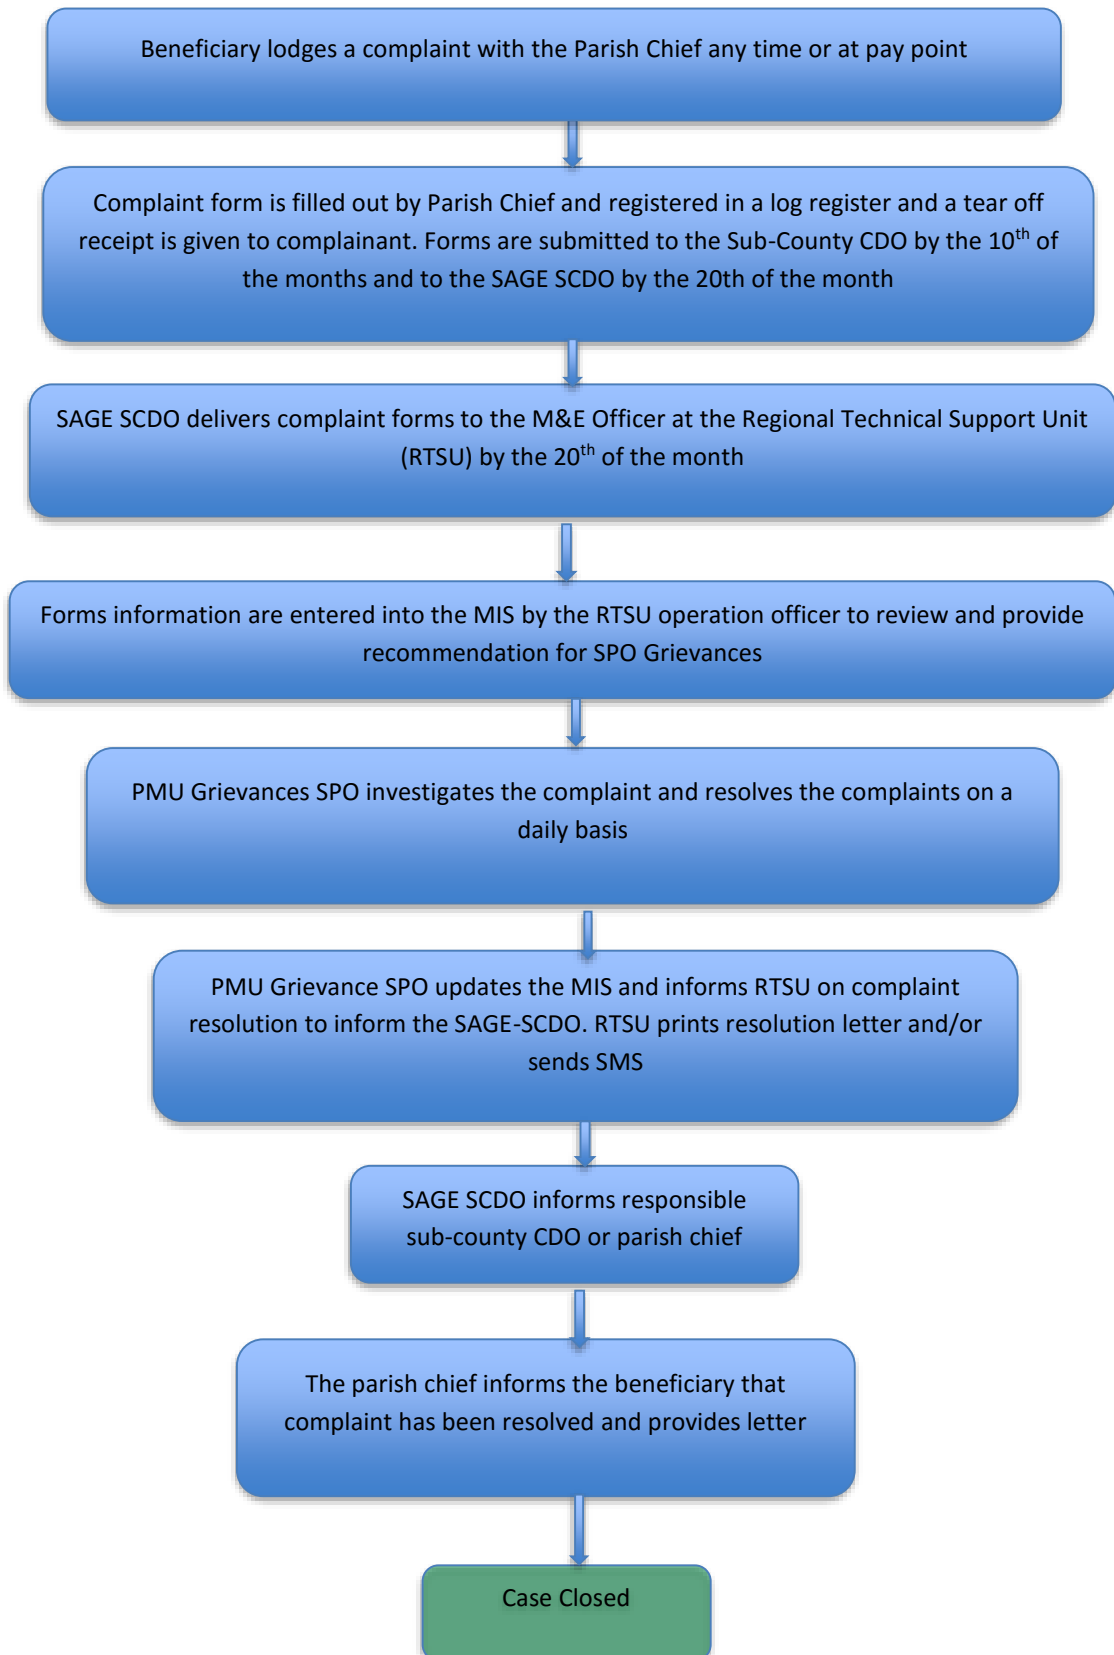 Beneficiary lodges a complaint with the Parish Chief any time or at pay point
Complaint form is filled out by Parish Chief and registered in a log register and a tear off
receipt is given to complainant. Forms are submitted to the Sub-County CDO by the 10th of
the months and to the SAGE SCDO by the 20th of the month
SAGE SCDO delivers complaint forms to the M&E Officer at the Regional Technical Support Unit
(RTSU) by the 20th of the month
Forms information are entered into the MIS by the RTSU operation officer to review and provide
recommendation for SPO Grievances
PMU Grievances SPO investigates the complaint and resolves the complaints on a
daily basis
PMU Grievance SPO updates the MIS and informs RTSU on complaint
resolution to inform the SAGE-SCDO. RTSU prints resolution letter and/or
sends SMS
SAGE SCDO informs responsible
sub-county CDO or parish chief
The parish chief informs the beneficiary that
complaint has been resolved and provides letter
Case Closed